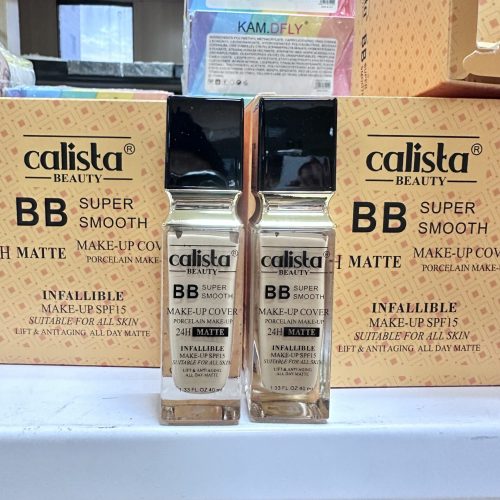 KAM.DFLY®
calista®
BEAUTY
BB SUPER SMOOTH
H MATTE
MAKE-UP COV
PORCELAIN MAKE-
INFALLIBLE
MAKE-UP SPF15
SUITABLE FOR ALL SKIN
LIFT & ANTIAGING ALL DAY MATTE
calista
BEAUTY
BB SUPER SMOOTH
MAKE-UP COVER
PORCELAIN MAKE-UP
24H MATTE
INFALLIBLE
MAKE-UP SPF15
SUITABLE FOR ALL SKIN
LIFT & ANTI-AGING
ALL DAY MATTE
1.33 FL.OZ 40 ml
calista
BEAUTY
BB SUPER SMOOTH
MAKE-UP COVER
PORCELAIN MAKE-UP
24H MATTE
INFALLIBLE
MAKE-UP SPF15
SUITABLE FOR ALL SKIN
LIFT & ANTI-AGING
ALL DAY MATTE
1.33 FL.OZ 40 ml
calista®
BEAUTY
BB SUPER SMOOTH
H MATTE
MAKE-UP COVE
PORCELAIN MAKE-U
INFALLIBLE
MAKE-UP SPF15
SUITABLE FOR ALL SKIN
LIFT & ANTIAGING ALL DAY MATTE